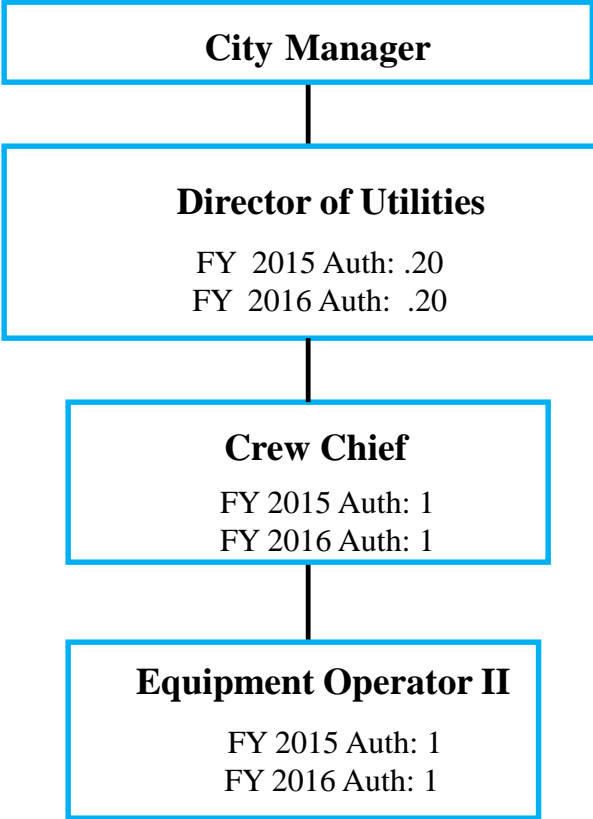 City Manager
Director of Utilities
FY 2015 Auth: .20
FY 2016 Auth: .20
Crew Chief
FY 2015 Auth: 1
FY 2016 Auth: 1
Equipment Operator II
FY 2015 Auth: 1
FY 2016 Auth: 1